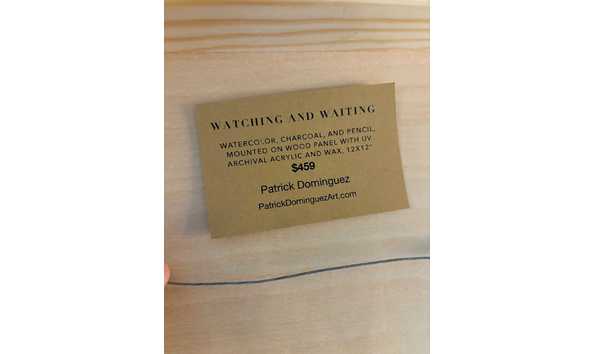 WATCHING AND WAITING
WATERCOLOR, CHARCOAL, AND PENCIL,
MOUNTED ON WOOD PANEL WITH UV
ARCHIVAL ACRYLIC AND WAX, 12X12"
$459
Patrick Dominguez
PatrickDominguezArt.com